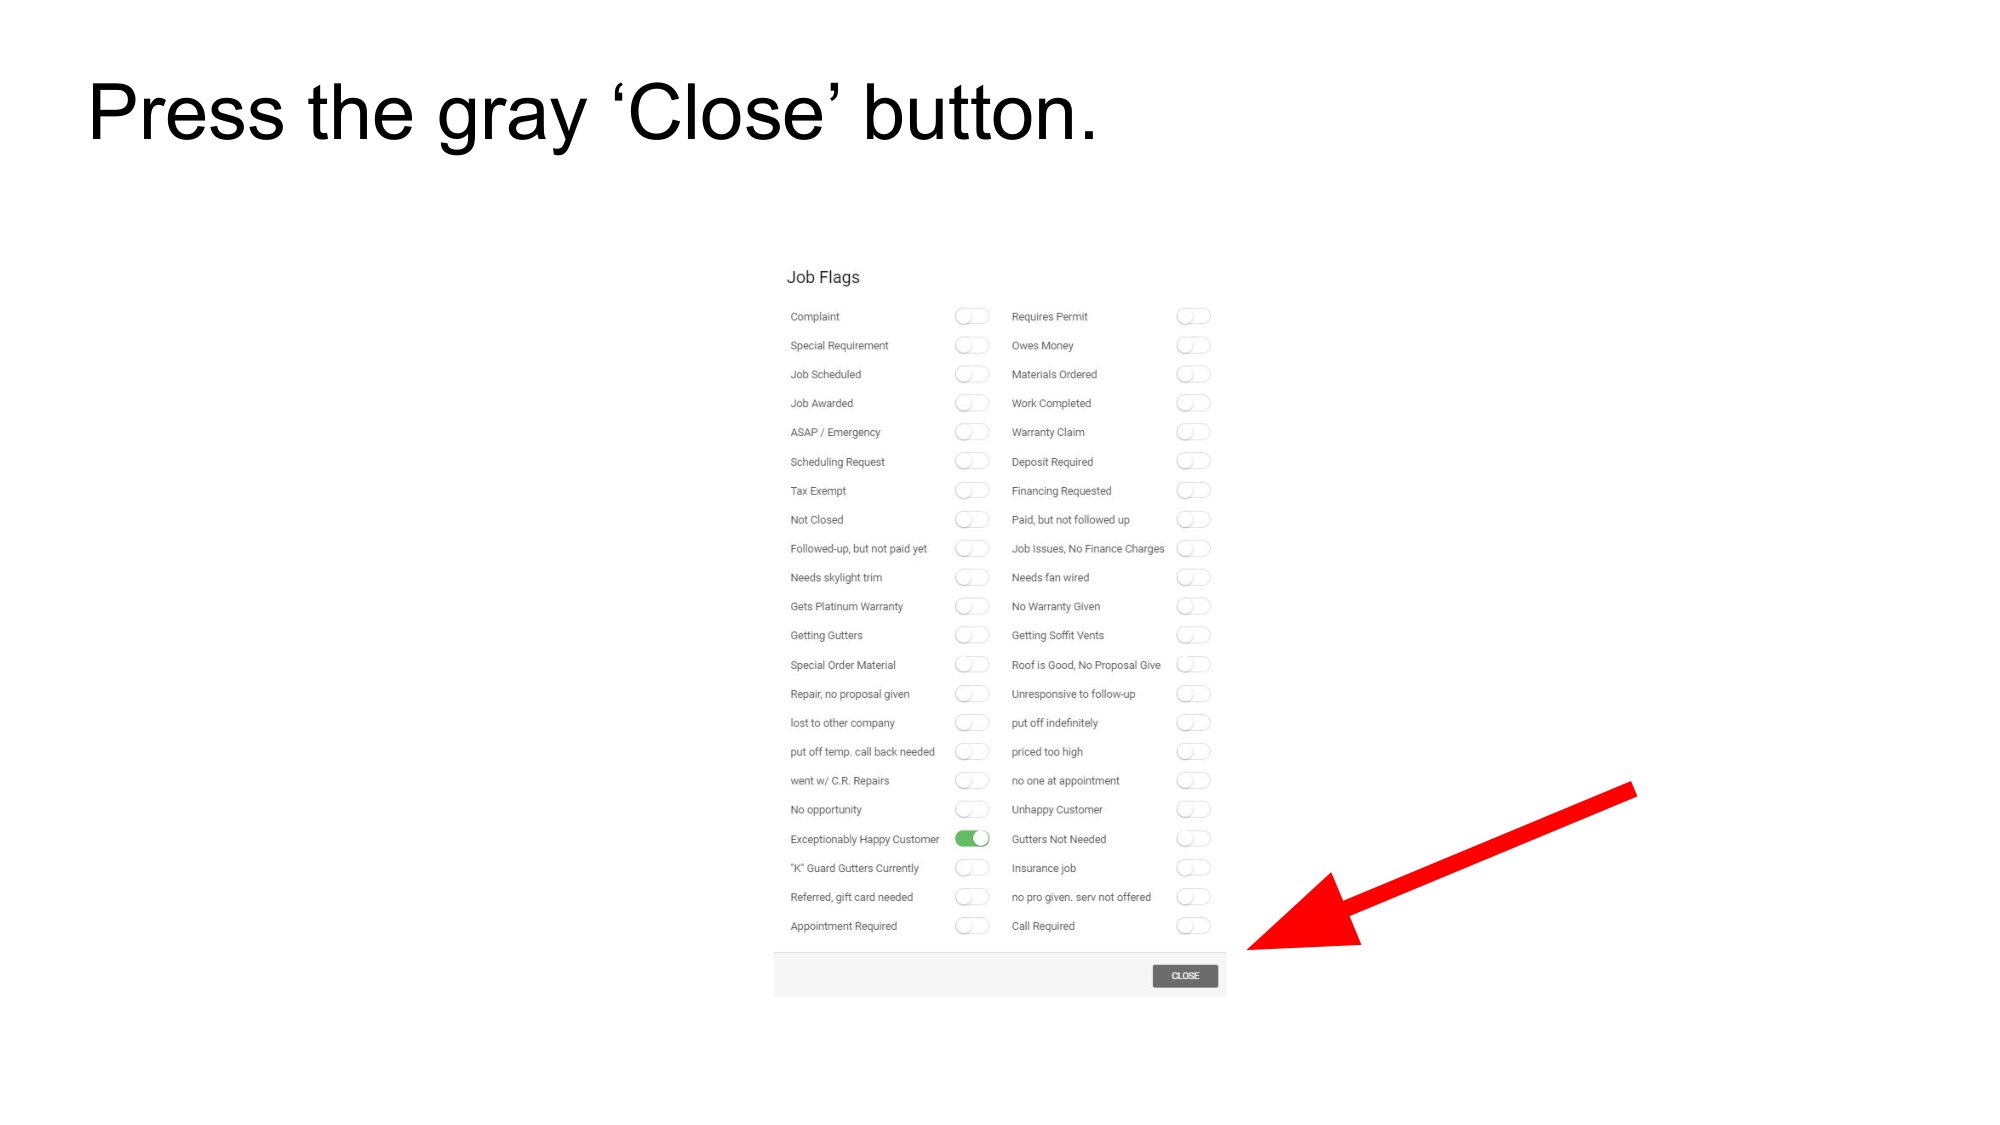 Press the gray ‘Close’ button.
Job Flags
Complaint Requires Permit
Special Requirement Owes Money
Job Scheduled Materials Ordered
Job Awarded Work Completed
ASAP / Emergency Warranty Claim
Scheduling Request Deposit Required
Tax Exempt Financing Requested
Not Closed Paid, but not followed up
Followed-up, but not paid yet Job Issues, No Finance Charges
Needs skylight trim Needs fan wired
Gets Platinum Warranty No Warranty Given
Getting Gutters Getting Soffit Vents
Special Order Material Roof is Good, No Proposal Give
Repair, no proposal given Unresponsive to follow-up
lost to other company put off indefinitely
put off temp. call back needed priced too high
went w/ C.R. Repairs no one at appointment
No opportunity Unhappy Customer
Exceptionably Happy Customer Gutters Not Needed
"K" Guard Gutters Currently Insurance job
Referred, gift card needed no pro given. serv not offered
Appointment Required Call Required
CLOSE